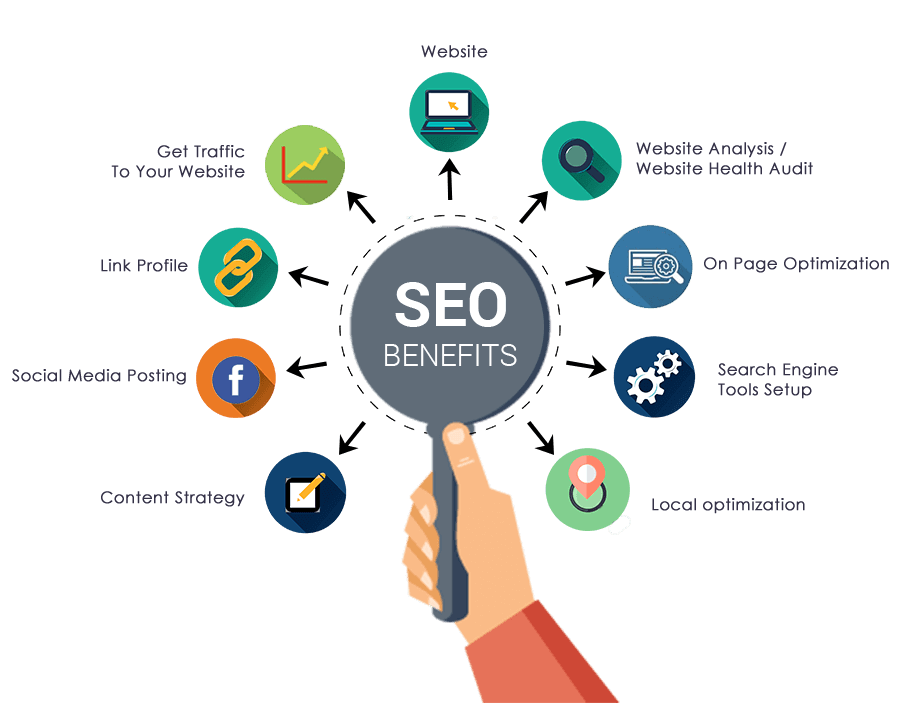 Website
Get Traffic
To Your Website
Website Analysis /
Website Health Audit
Link Profile
On Page Optimization
SEO
BENEFITS
Social Media Posting
f
Search Engine
Tools Setup
Content Strategy
Local optimization